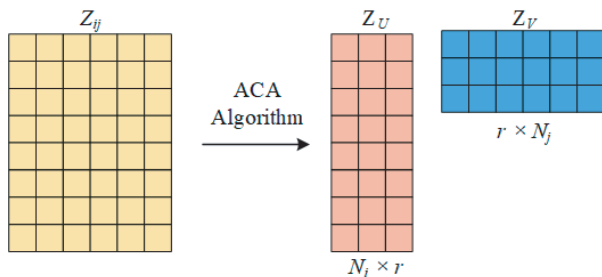 Z_ij
ACA
Algorithm
Z_U
N_i × r
Z_V
r × N_j